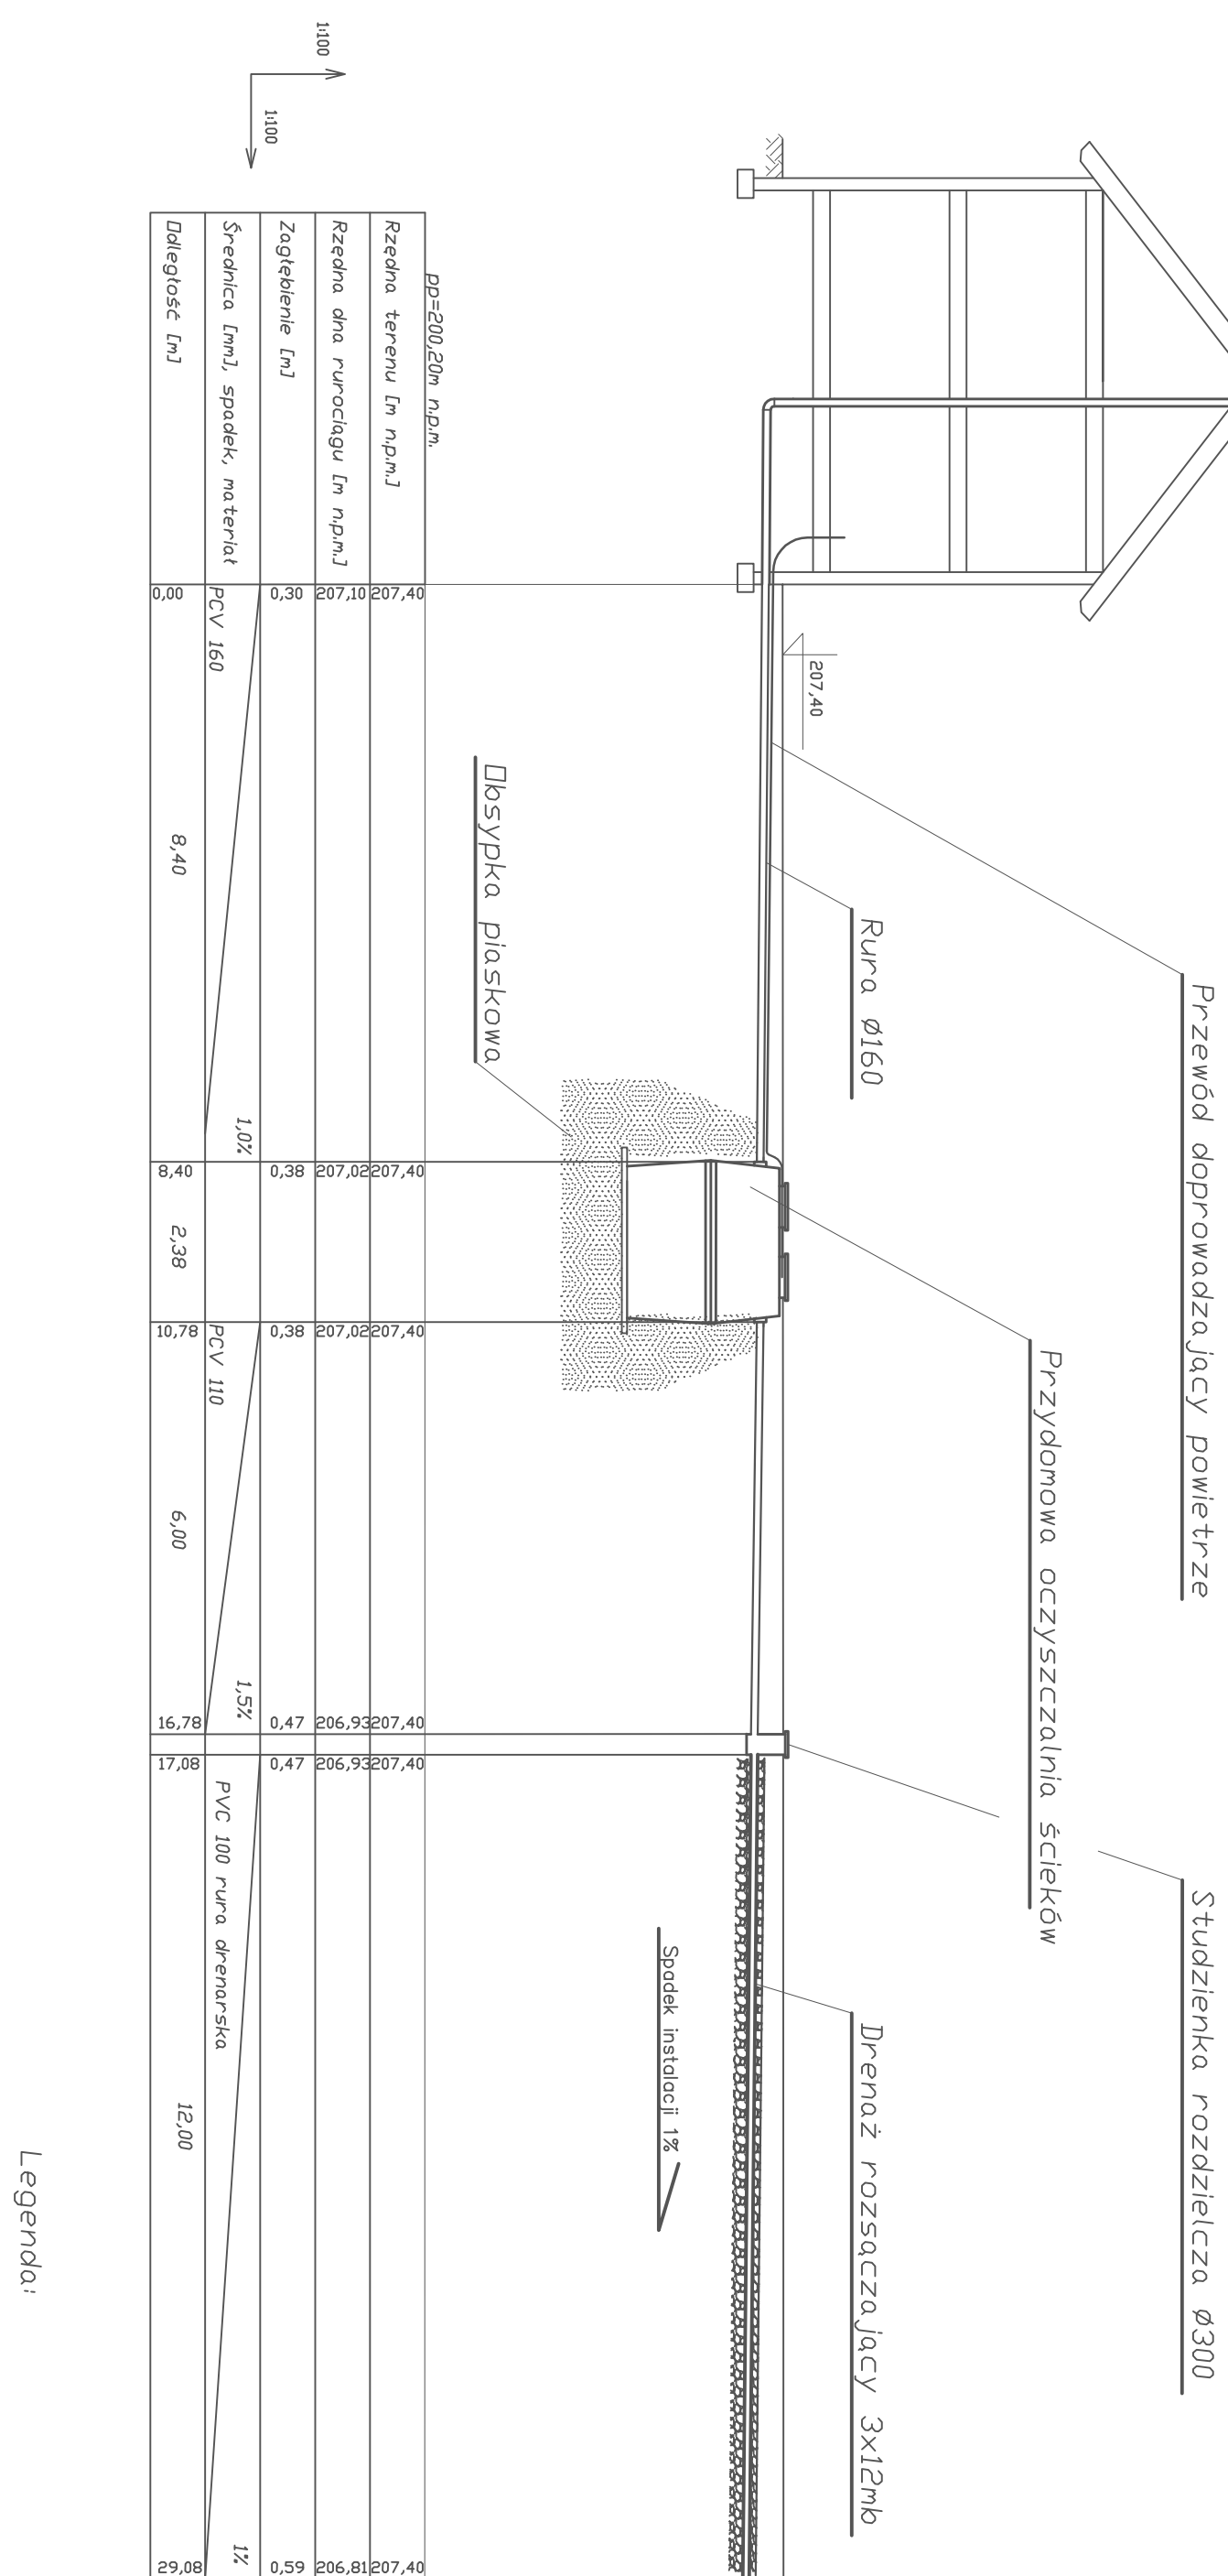 Przewód doprowadzający powietrze
Studzienka rozdzielcza Ø300
Przydomowa oczyszczalnia ścieków
Rura Ø160
Drenaż rozsączający 3x12mb
207,40
Spadek instalacji 1%
Obsypka piaskowa
1:100
1:100
pp=200,20m n.p.m.
Rzędna terenu [m n.p.m.] 207,40 207,40 207,40 207,40 207,40 207,40
Rzędna dna rurociągu [m n.p.m.] 207,10 207,02 207,02 206,93 206,93 206,81
Zagłębienie [m] 0,30 0,38 0,38 0,47 0,47 0,59
Średnica [mm], spadek, materiał PCV 160 1,0% PCV 110 1,5% PVC 100 rura drenarska 1%
Odległość [m] 0,00 8,40 8,40 2,38 10,78 6,00 16,78 17,08 12,00 29,08
Legenda: